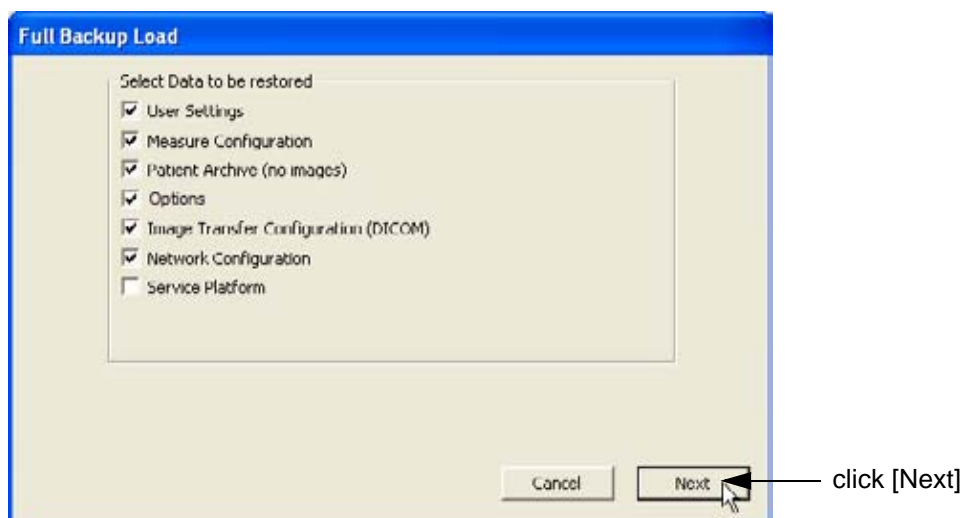 Full Backup Load
Select Data to be restored
User Settings
Measure Configuration
Patient Archive (no images)
Options
Image Transfer Configuration (DICOM)
Network Configuration
Service Platform
Cancel
Next
click [Next]